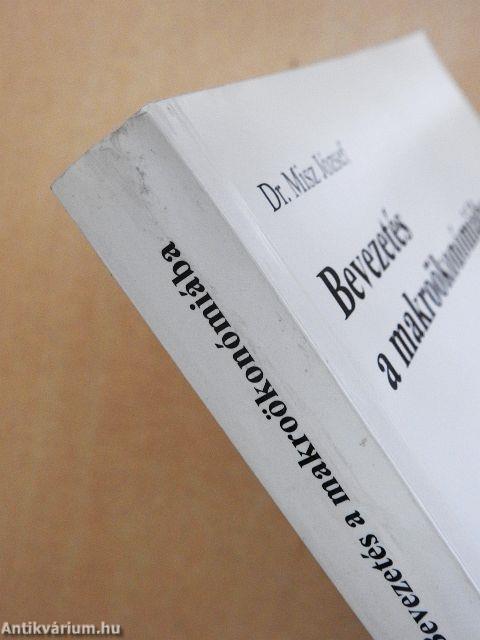 Dr. Misz József
Bevezetés
a makroökonómiába
Bevezetés a makroökonómiába
Antikvárium.hu